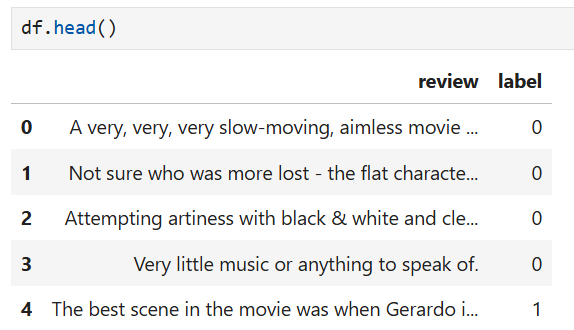 df.head()
review label
0 A very, very, very slow-moving, aimless movie ... 0
1 Not sure who was more lost - the flat characte... 0
2 Attempting artiness with black & white and cle... 0
3 Very little music or anything to speak of. 0
4 The best scene in the movie was when Gerardo i... 1